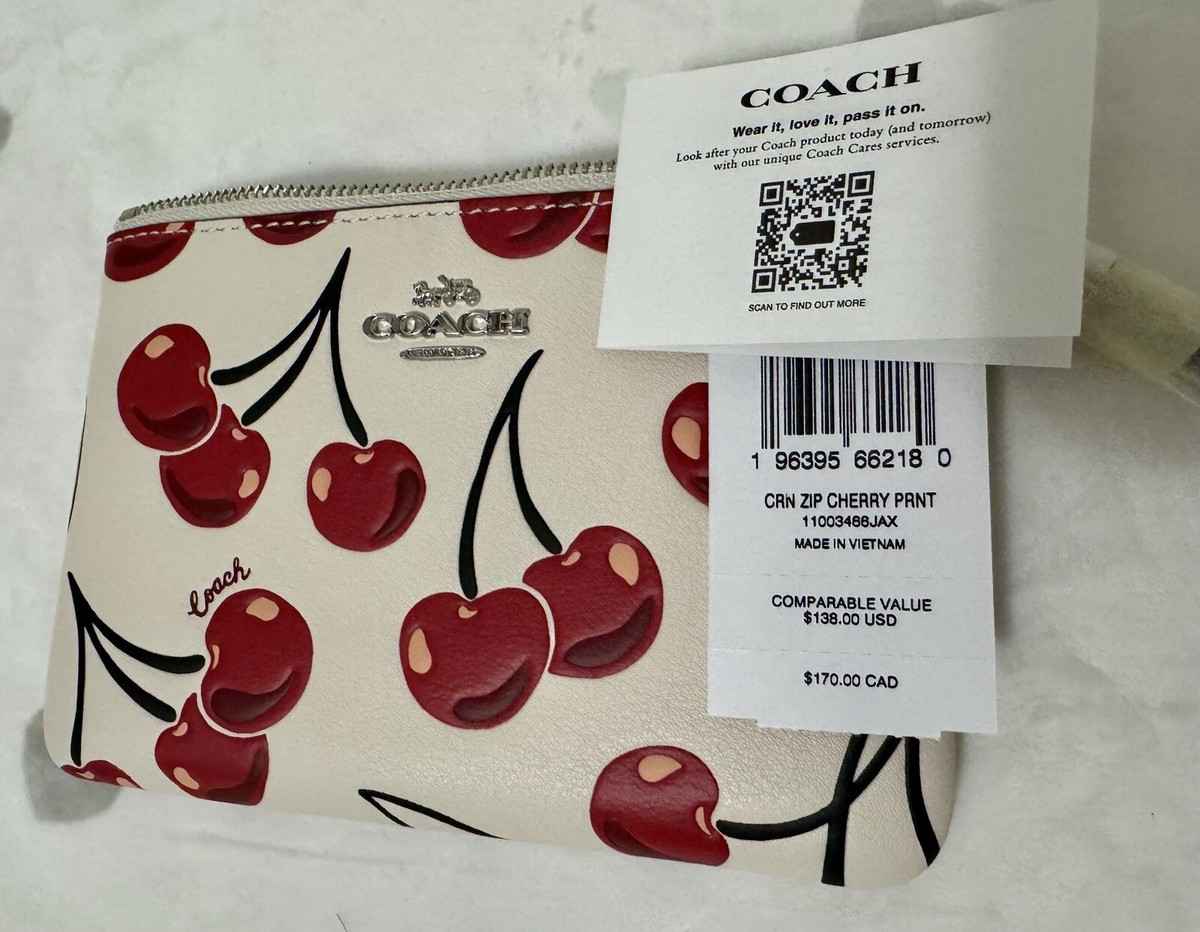 COACH
Coach
COACH
Wear it, love it, pass it on.
Look after your Coach product today (and tomorrow)
with our unique Coach Cares services.
SCAN TO FIND OUT MORE
1 96395 66218 0
CRN ZIP CHERRY PRNT
11003466JAX
MADE IN VIETNAM
COMPARABLE VALUE
$138.00 USD
$170.00 CAD